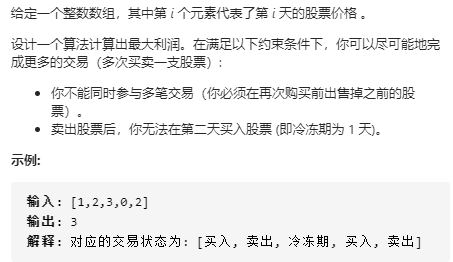 给定一个整数数组，其中第 i 个元素代表了第 i 天的股票价格 。
设计一个算法计算出最大利润。在满足以下约束条件下，你可以尽可能地完
成更多的交易（多次买卖一支股票）:
• 你不能同时参与多笔交易（你必须在再次购买前出售掉之前的股
票）。
• 卖出股票后，你无法在第二天买入股票 (即冷冻期为 1 天)。
示例:
输入: [1,2,3,0,2]
输出: 3
解释: 对应的交易状态为: [买入, 卖出, 冷冻期, 买入, 卖出]